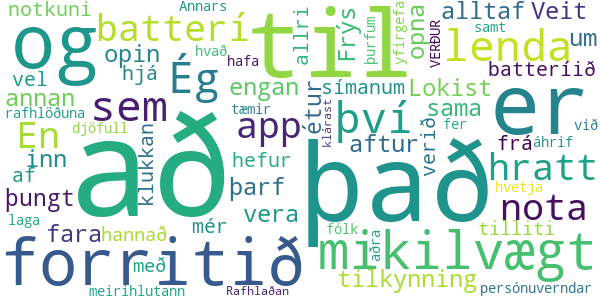 notkuni
Annars
og
batterí
til
Frýs
allri
hvað
hafa
þurfum
opna
yfirgefa
alltaf
VERÐUR
samt
Veit
um
lenda
batteríið
opin
hjá
vel
Ég
engan
símanum
Lokist
sama
fer
er
við
annan
rafhlöðuna
sem
tæmir
étur
því
djöfull
app
klárast
En
að
það
aftur
verið
frá
áhrif
inn
klukkan
hefur
hratt
af
þungt
þarf
hvetja
vera
nota
laga
fara
mér
hannað
fólk
aðra
mikilvægt
tilliti
forritið
með
tilkynning
meirihlutann
Rafhlaðan
persónuverndar